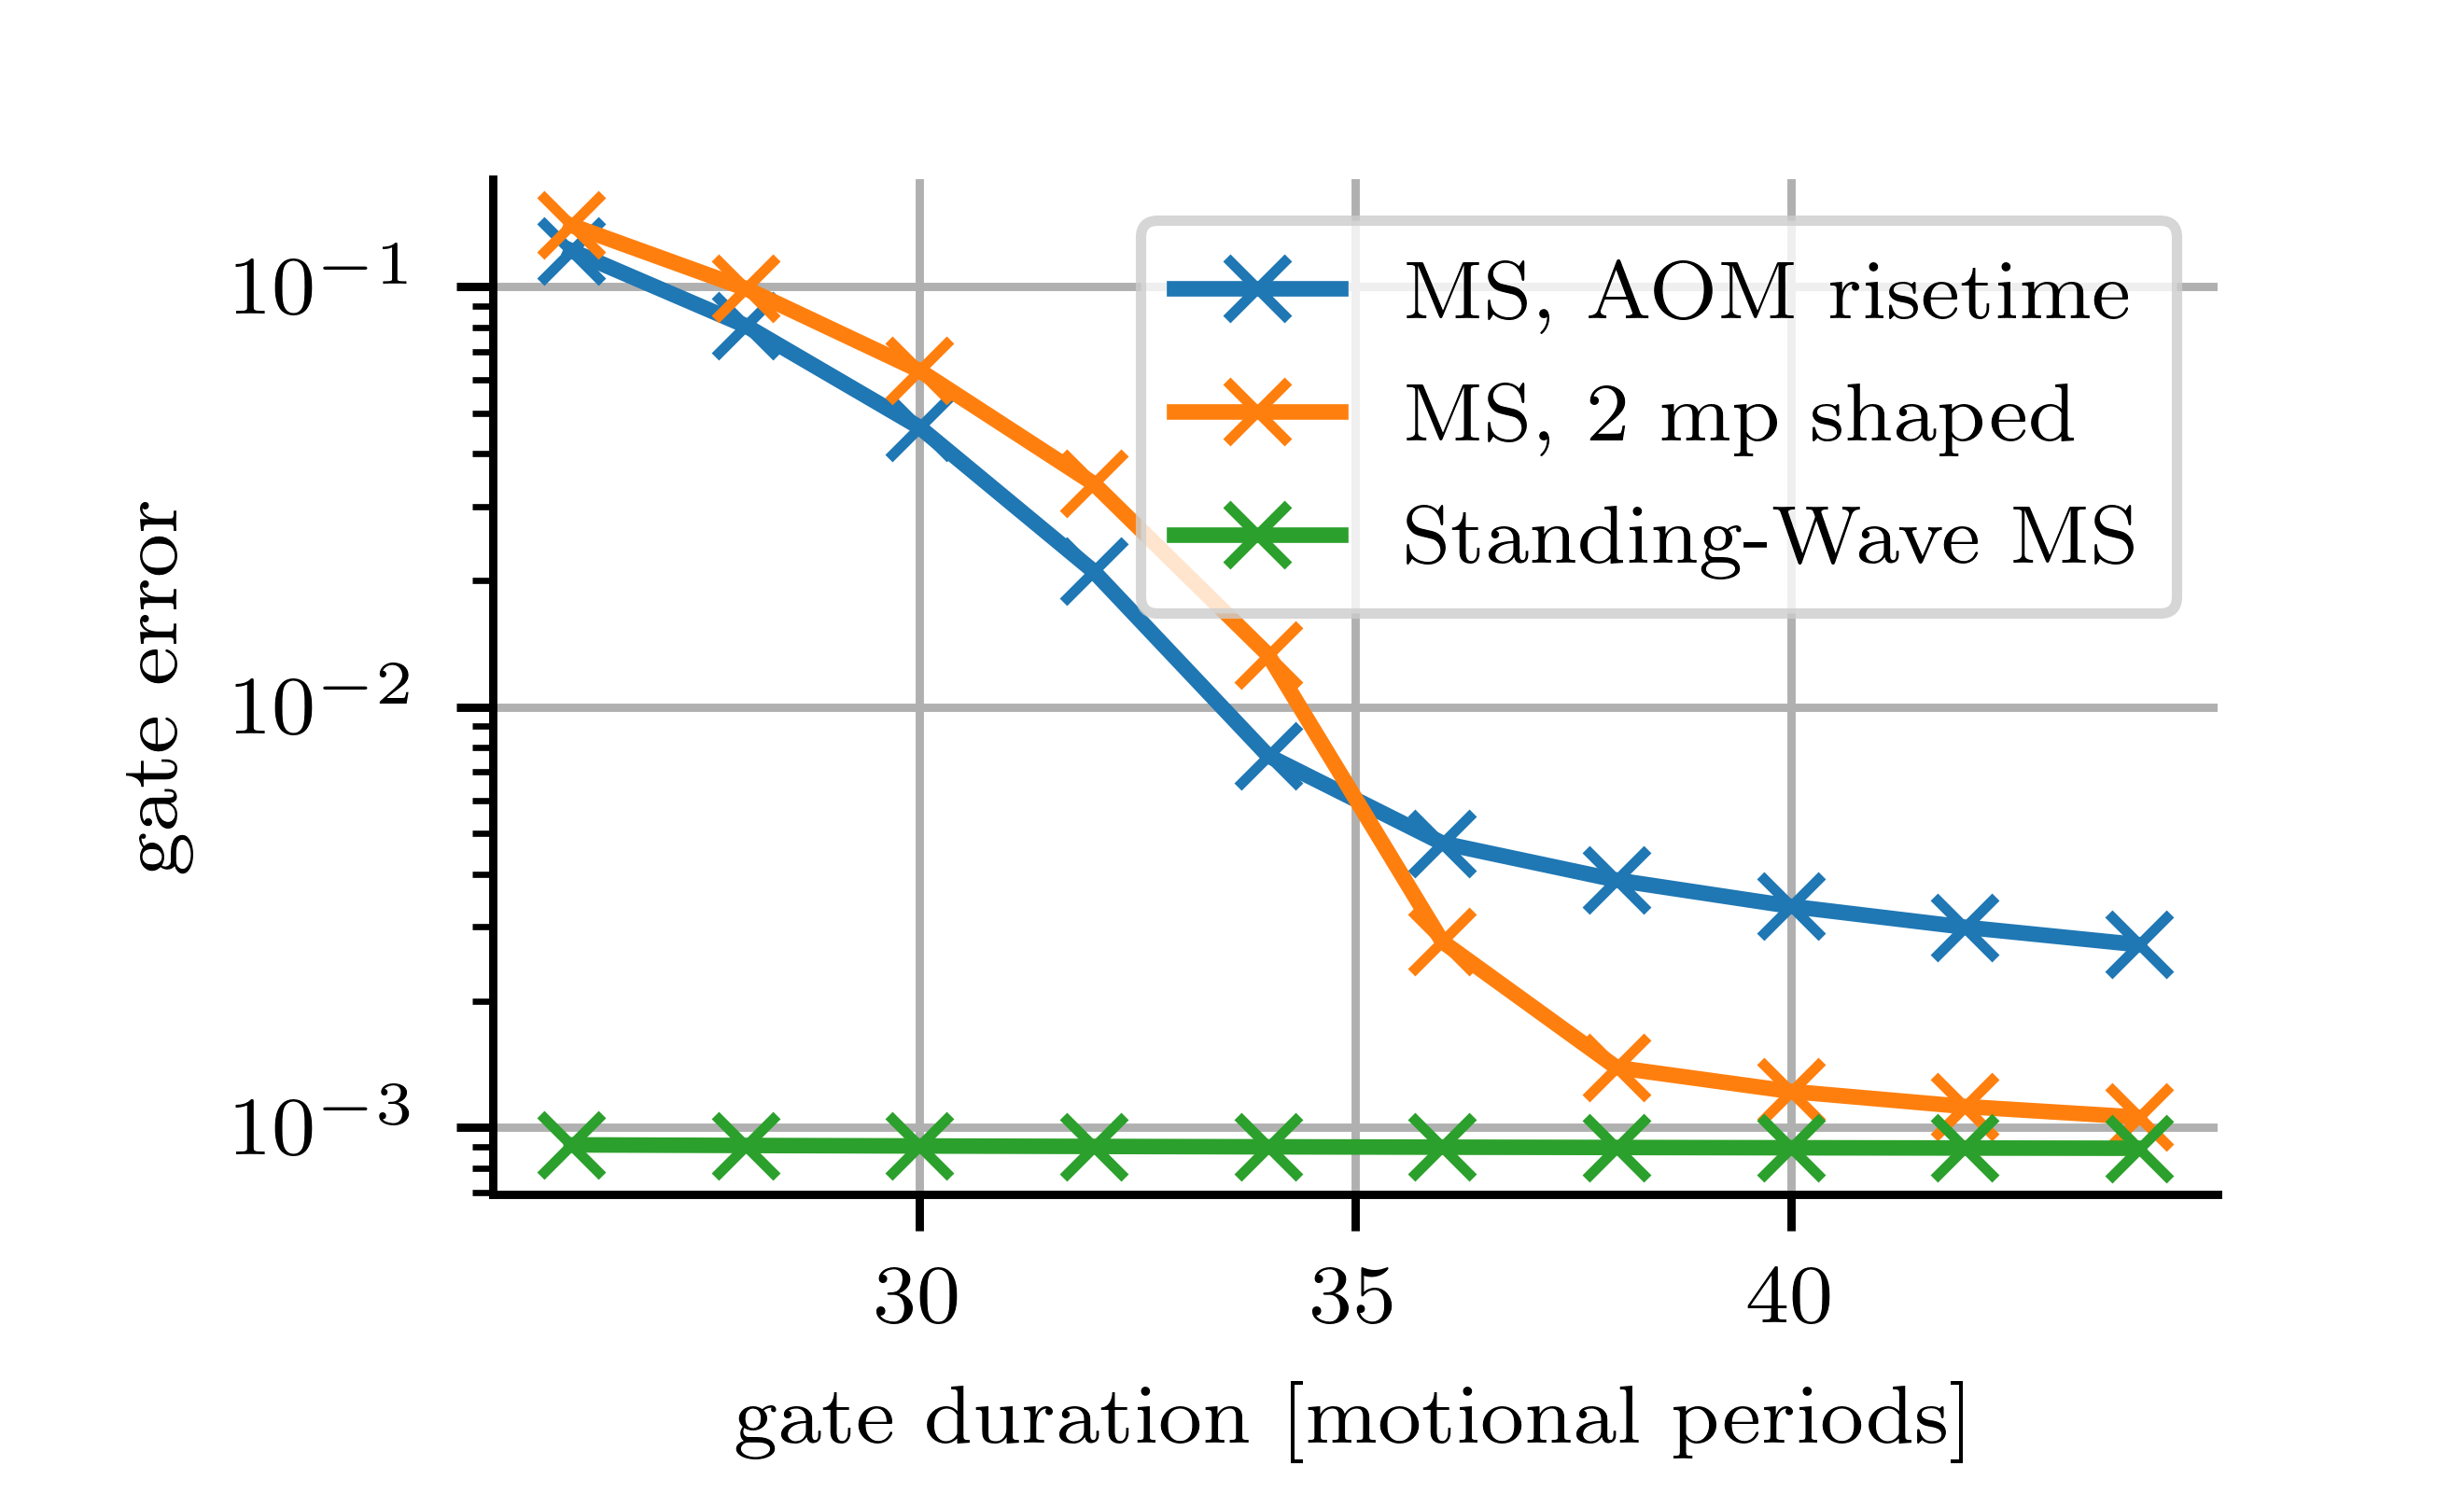 gate error
10⁻¹
10⁻²
10⁻³
MS, AOM risetime
MS, 2 mp shaped
Standing-Wave MS
30 35 40
gate duration [motional periods]